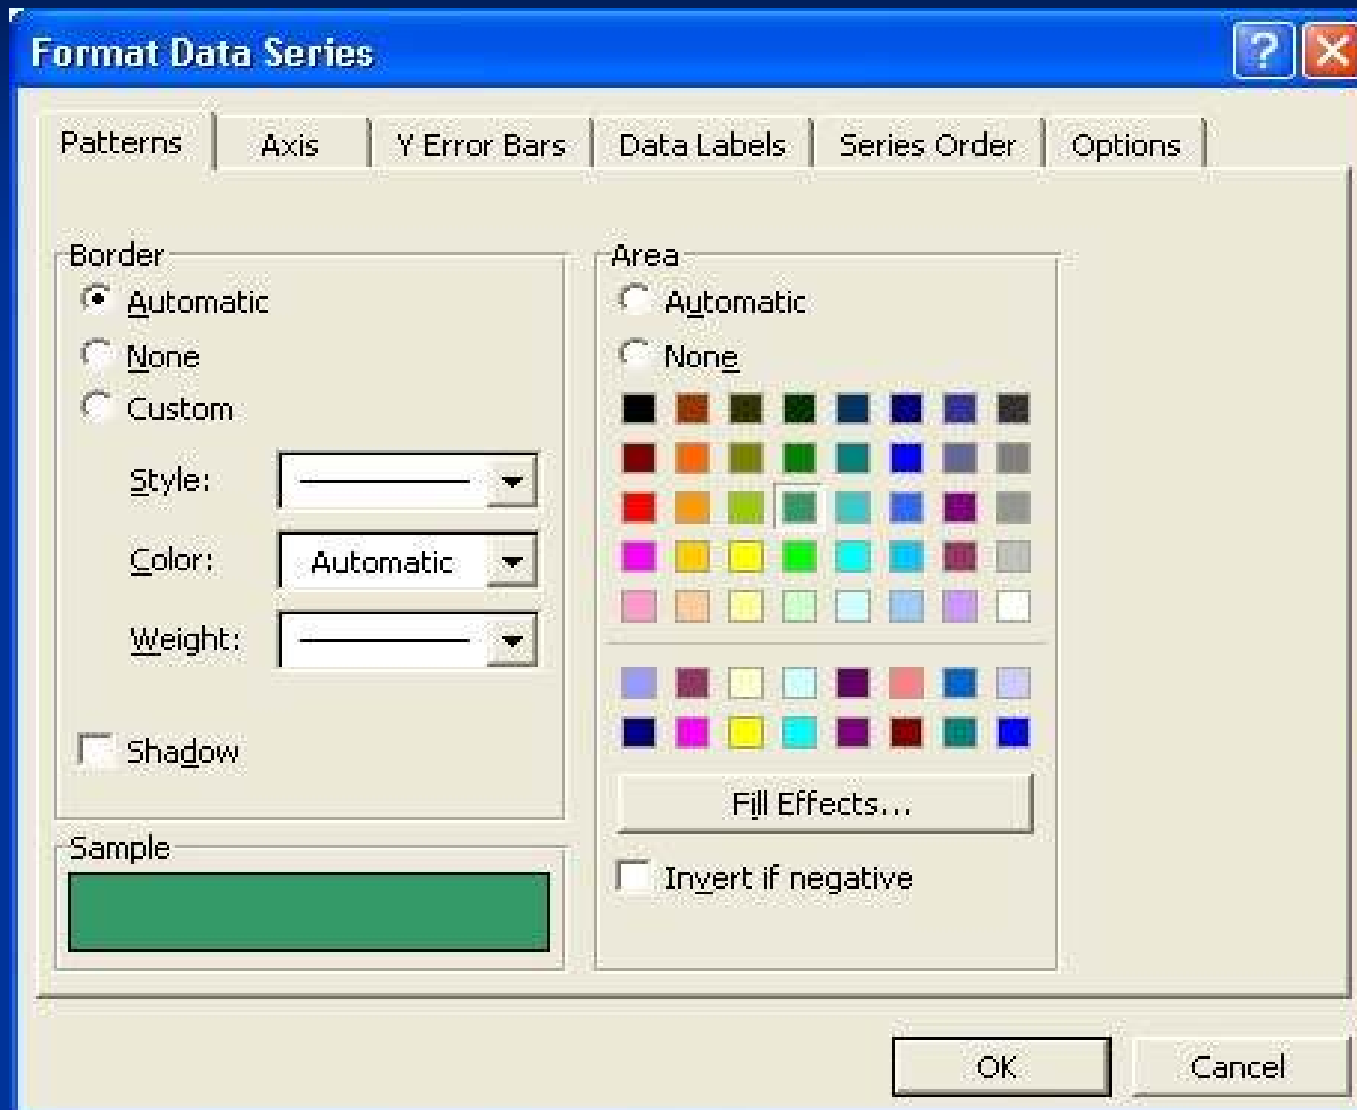 Format Data Series
Patterns Axis Y Error Bars Data Labels Series Order Options
Border
Automatic
None
Custom
Style:
Color: Automatic
Weight:
Shadow
Sample
Area
Automatic
None
Fill Effects...
Invert if negative
OK Cancel